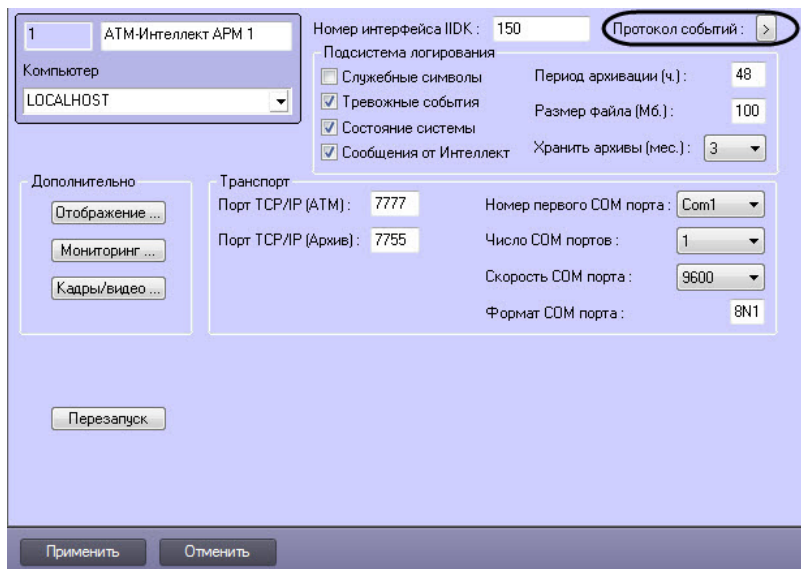 1
АТМ-Интеллект АРМ 1
Компьютер
LOCALHOST
Номер интерфейса IIDK :
150
Протокол событий :
>
Подсистема логирования
Служебные символы
Тревожные события
Состояние системы
Сообщения от Интеллект
Период архивации (ч.) :
48
Размер файла (Мб.) :
100
Хранить архивы (мес.) :
3
Дополнительно
Отображение ...
Мониторинг ...
Кадры/видео ...
Транспорт
Порт TCP/IP (ATM) :
7777
Порт TCP/IP (Архив) :
7755
Номер первого COM порта :
Com1
Число COM портов :
1
Скорость COM порта :
9600
Формат COM порта :
8N1
Перезапуск
Применить
Отменить